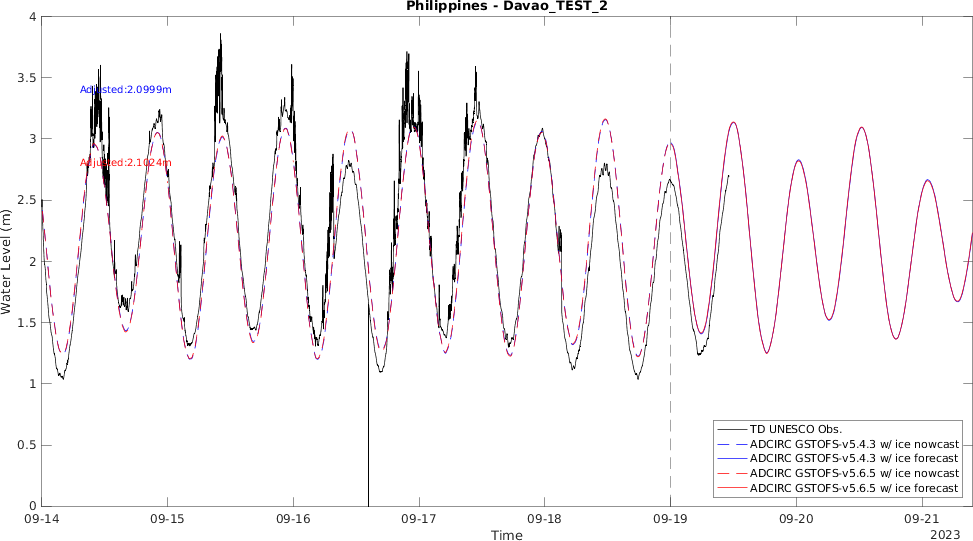 Philippines - Davao_TEST_2
4
3.5
3
2.5
2
1.5
1
0.5
0
Water Level (m)
Adjusted:2.0999m
Adjusted:2.1024m
TD UNESCO Obs.
ADCIRC GSTOFS-v5.4.3 w/ ice nowcast
ADCIRC GSTOFS-v5.4.3 w/ ice forecast
ADCIRC GSTOFS-v5.6.5 w/ ice nowcast
ADCIRC GSTOFS-v5.6.5 w/ ice forecast
09-14 09-15 09-16 09-17 09-18 09-19 09-20 09-21
Time
2023